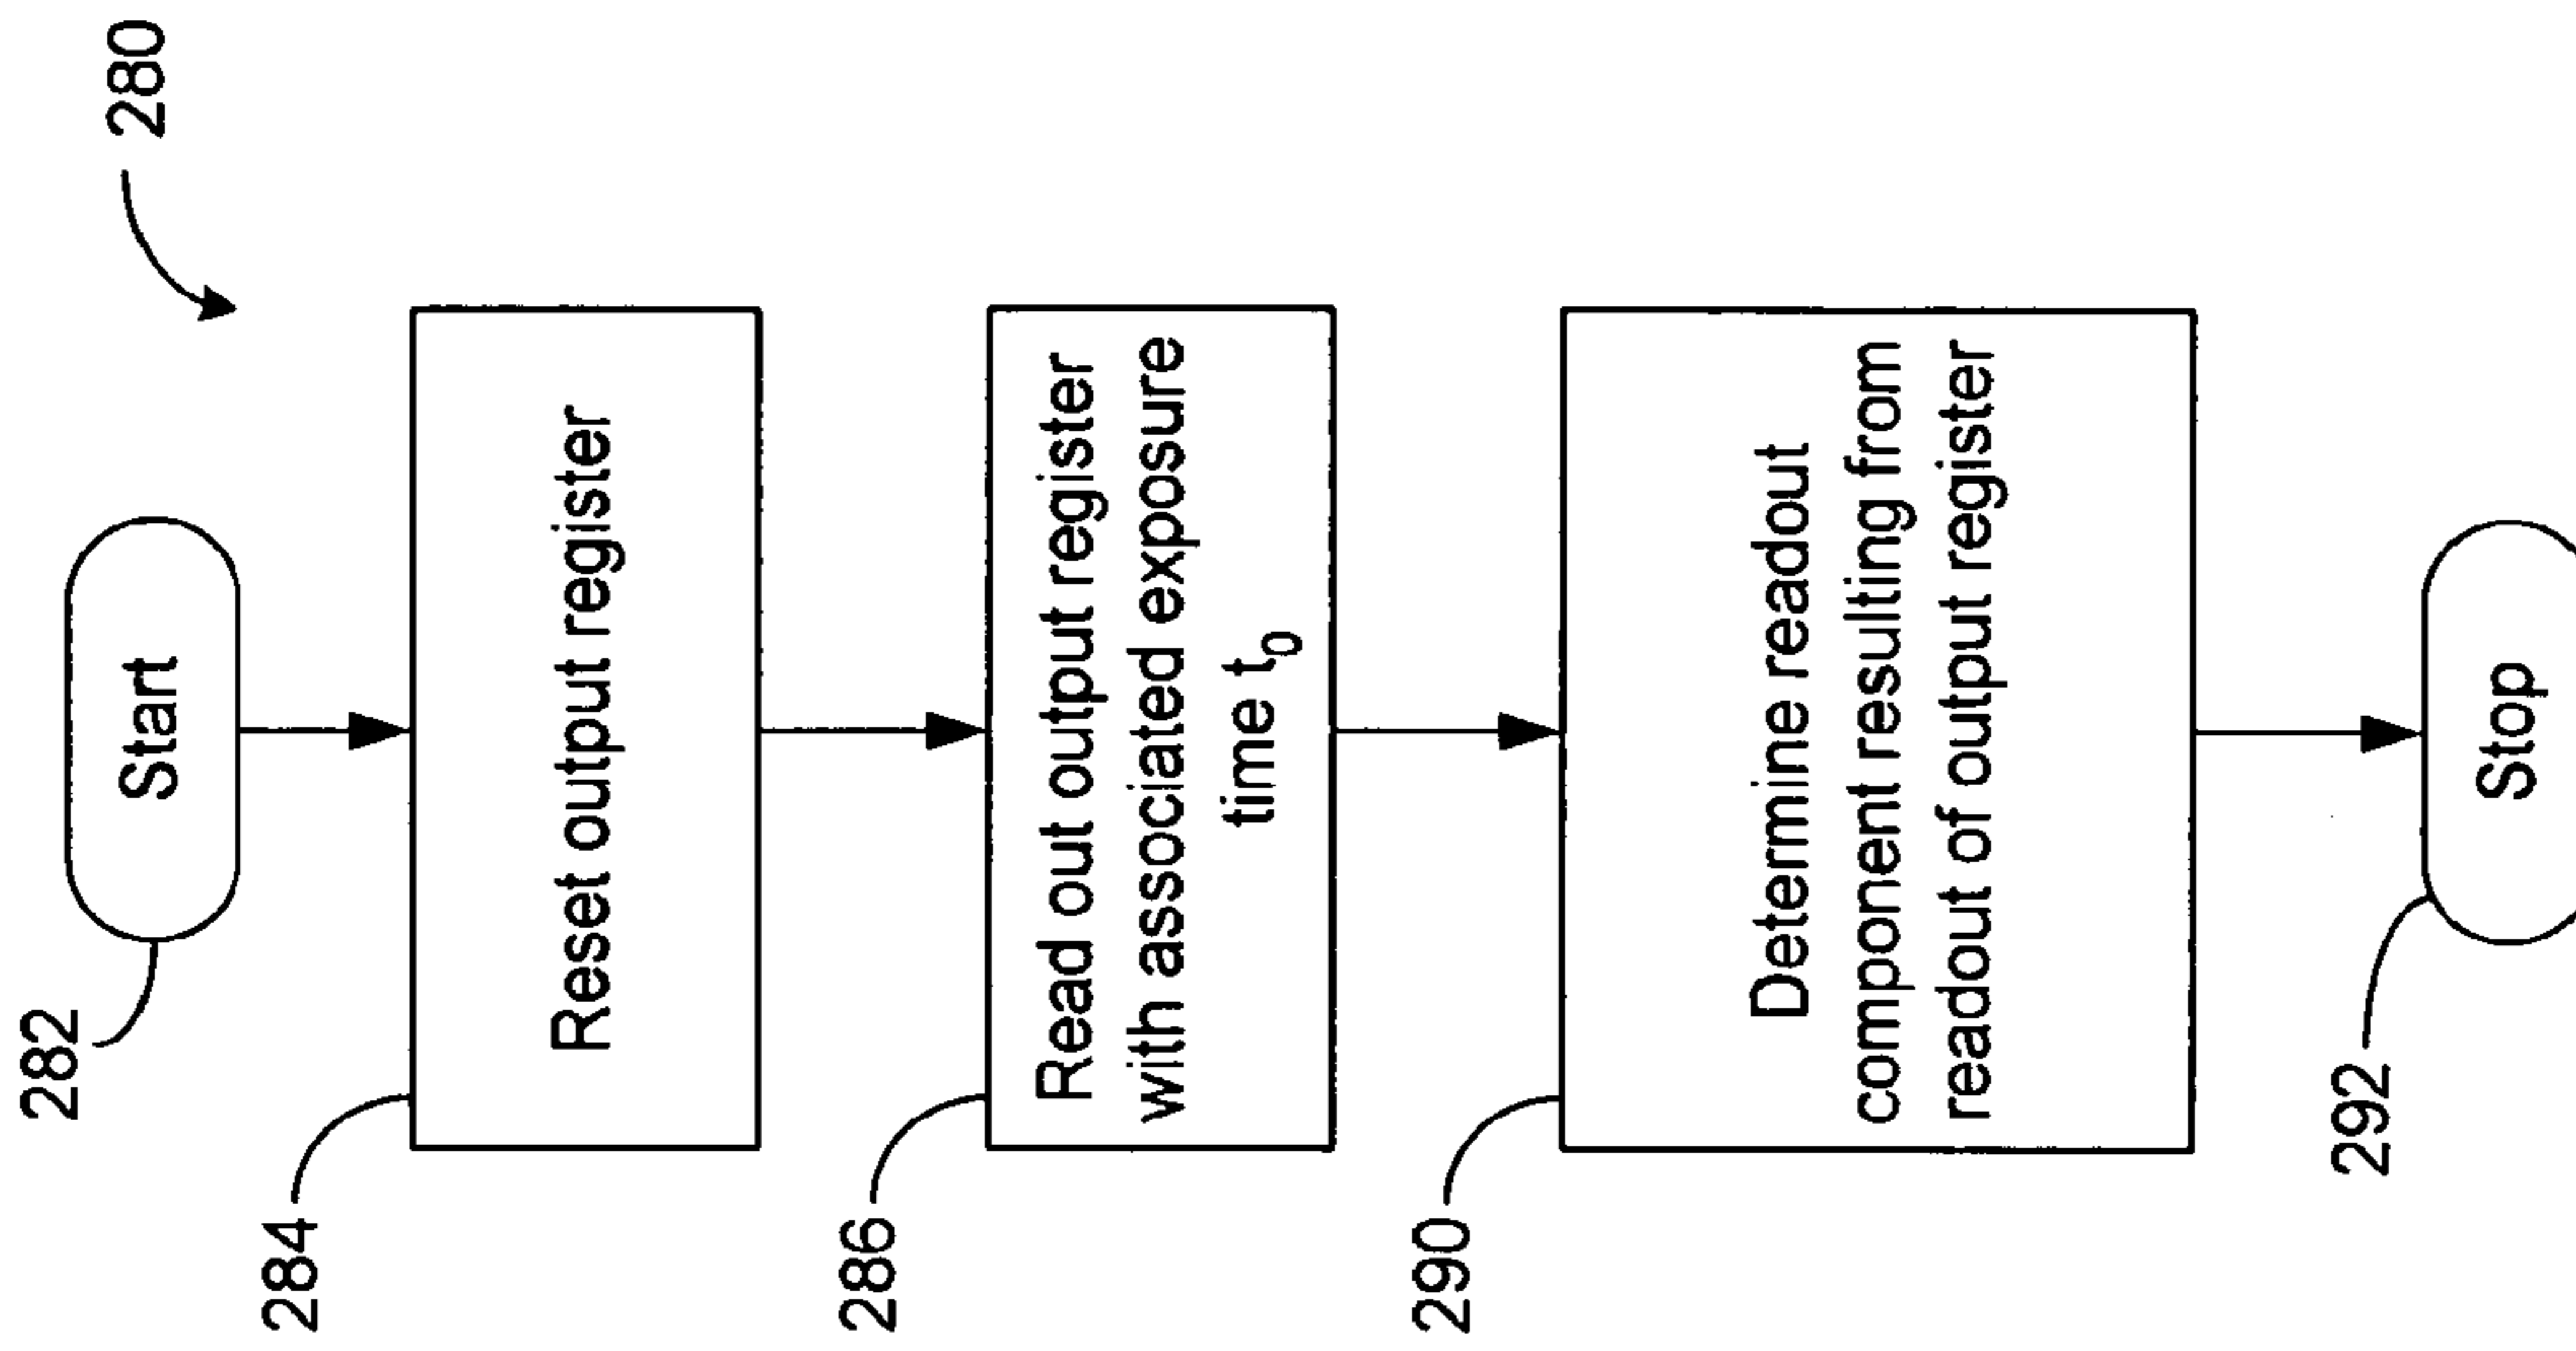 280
282
Start
284
Reset output register
286
Read out output register
with associated exposure
time t₀
290
Determine readout
component resulting from
readout of output register
292
Stop